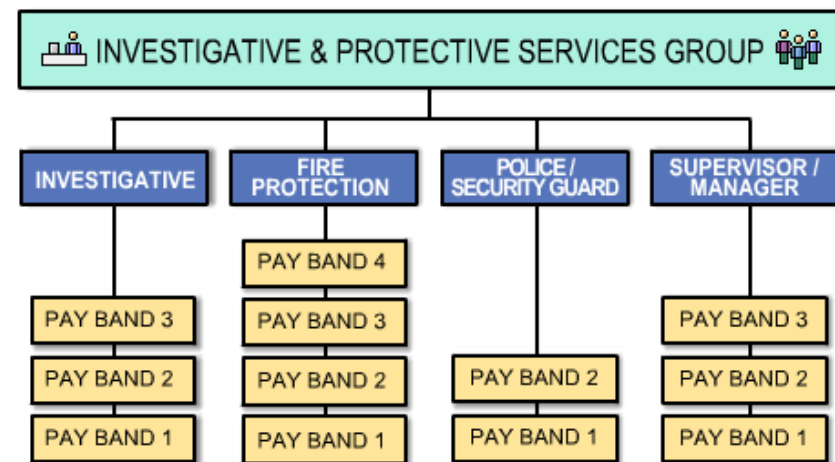 INVESTIGATIVE & PROTECTIVE SERVICES GROUP
INVESTIGATIVE
FIRE
PROTECTION
POLICE /
SECURITY GUARD
SUPERVISOR /
MANAGER
PAY BAND 4
PAY BAND 3
PAY BAND 3
PAY BAND 3
PAY BAND 2
PAY BAND 2
PAY BAND 2
PAY BAND 2
PAY BAND 1
PAY BAND 1
PAY BAND 1
PAY BAND 1